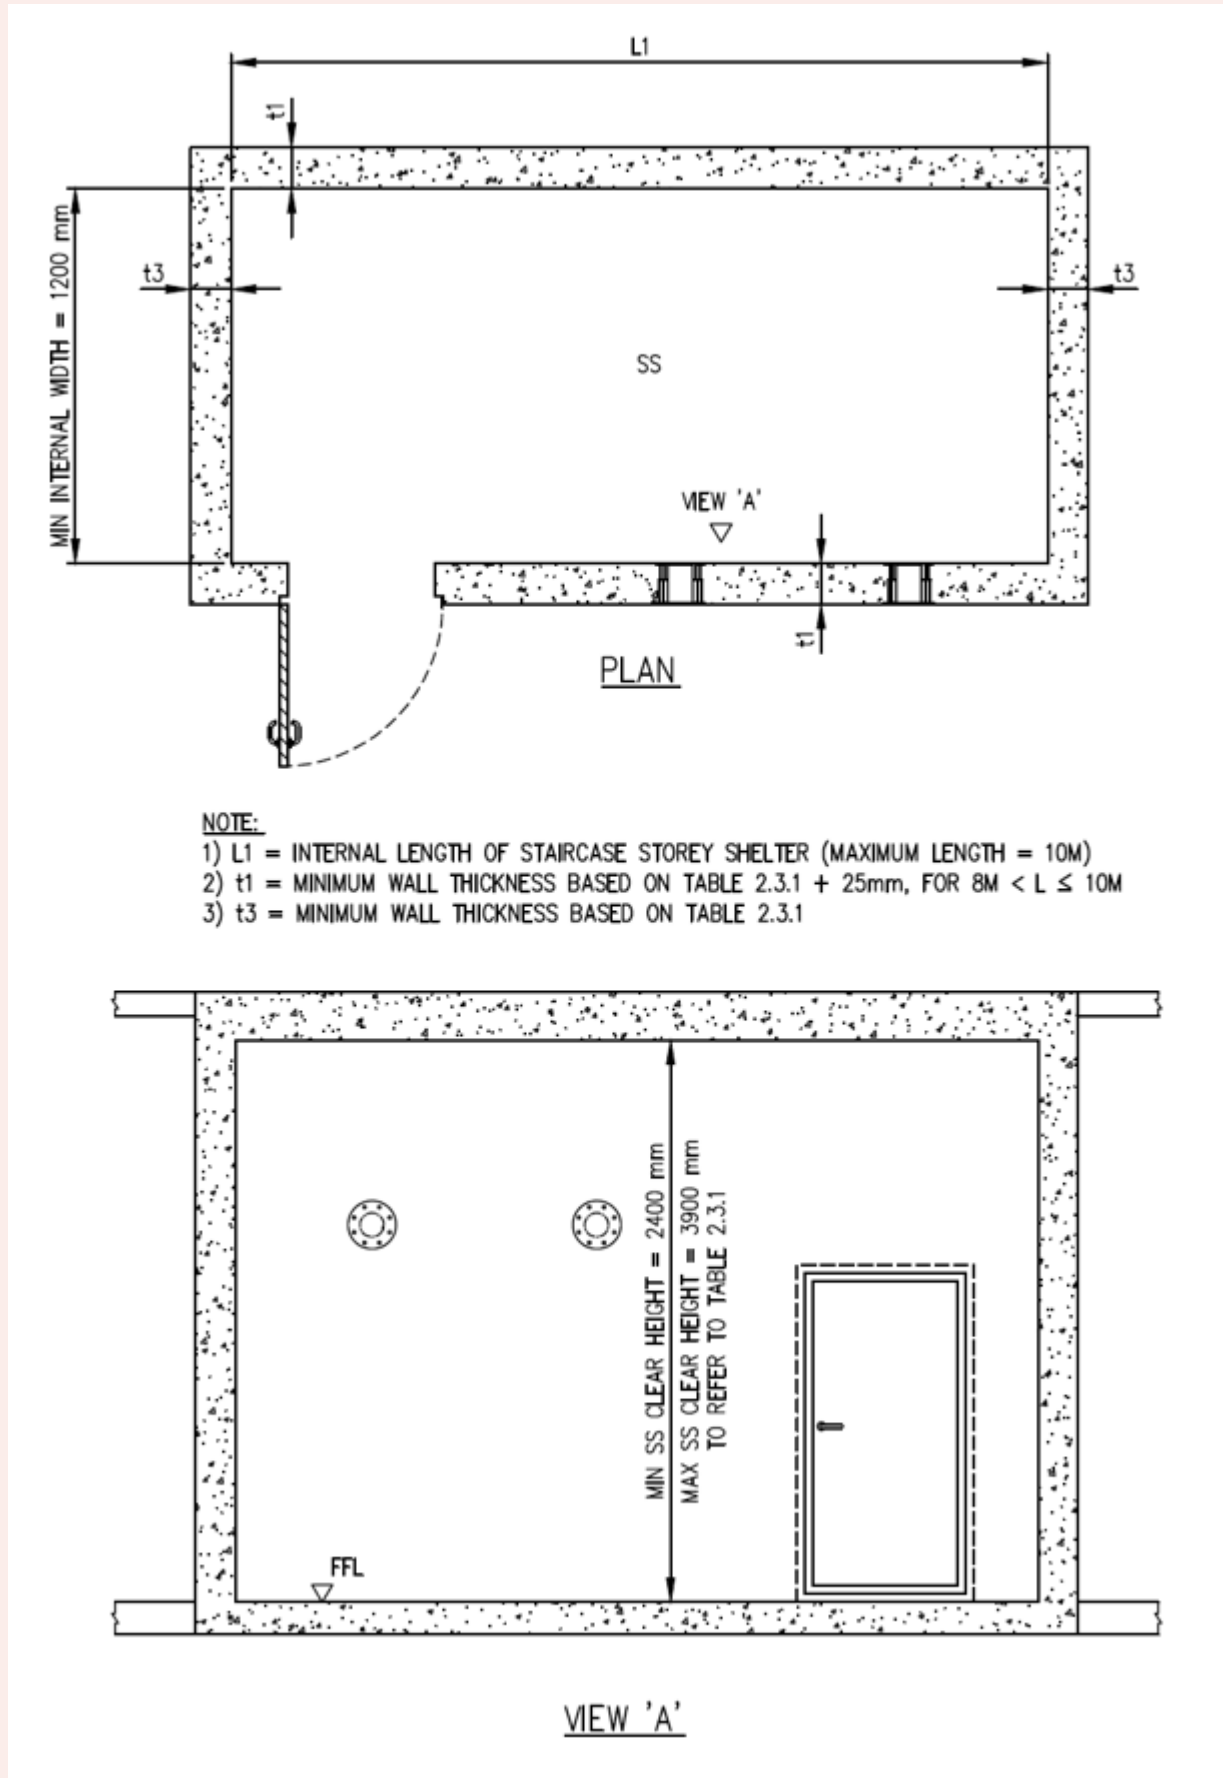 L1
t1
MIN INTERNAL WIDTH = 1200 mm
t3
t3
SS
VIEW 'A'
t1
PLAN
NOTE:
1) L1 = INTERNAL LENGTH OF STAIRCASE STOREY SHELTER (MAXIMUM LENGTH = 10M)
2) t1 = MINIMUM WALL THICKNESS BASED ON TABLE 2.3.1 + 25mm, FOR 8M < L ≤ 10M
3) t3 = MINIMUM WALL THICKNESS BASED ON TABLE 2.3.1
MIN SS CLEAR HEIGHT = 2400 mm
MAX SS CLEAR HEIGHT = 3900 mm
TO REFER TO TABLE 2.3.1
FFL
VIEW 'A'